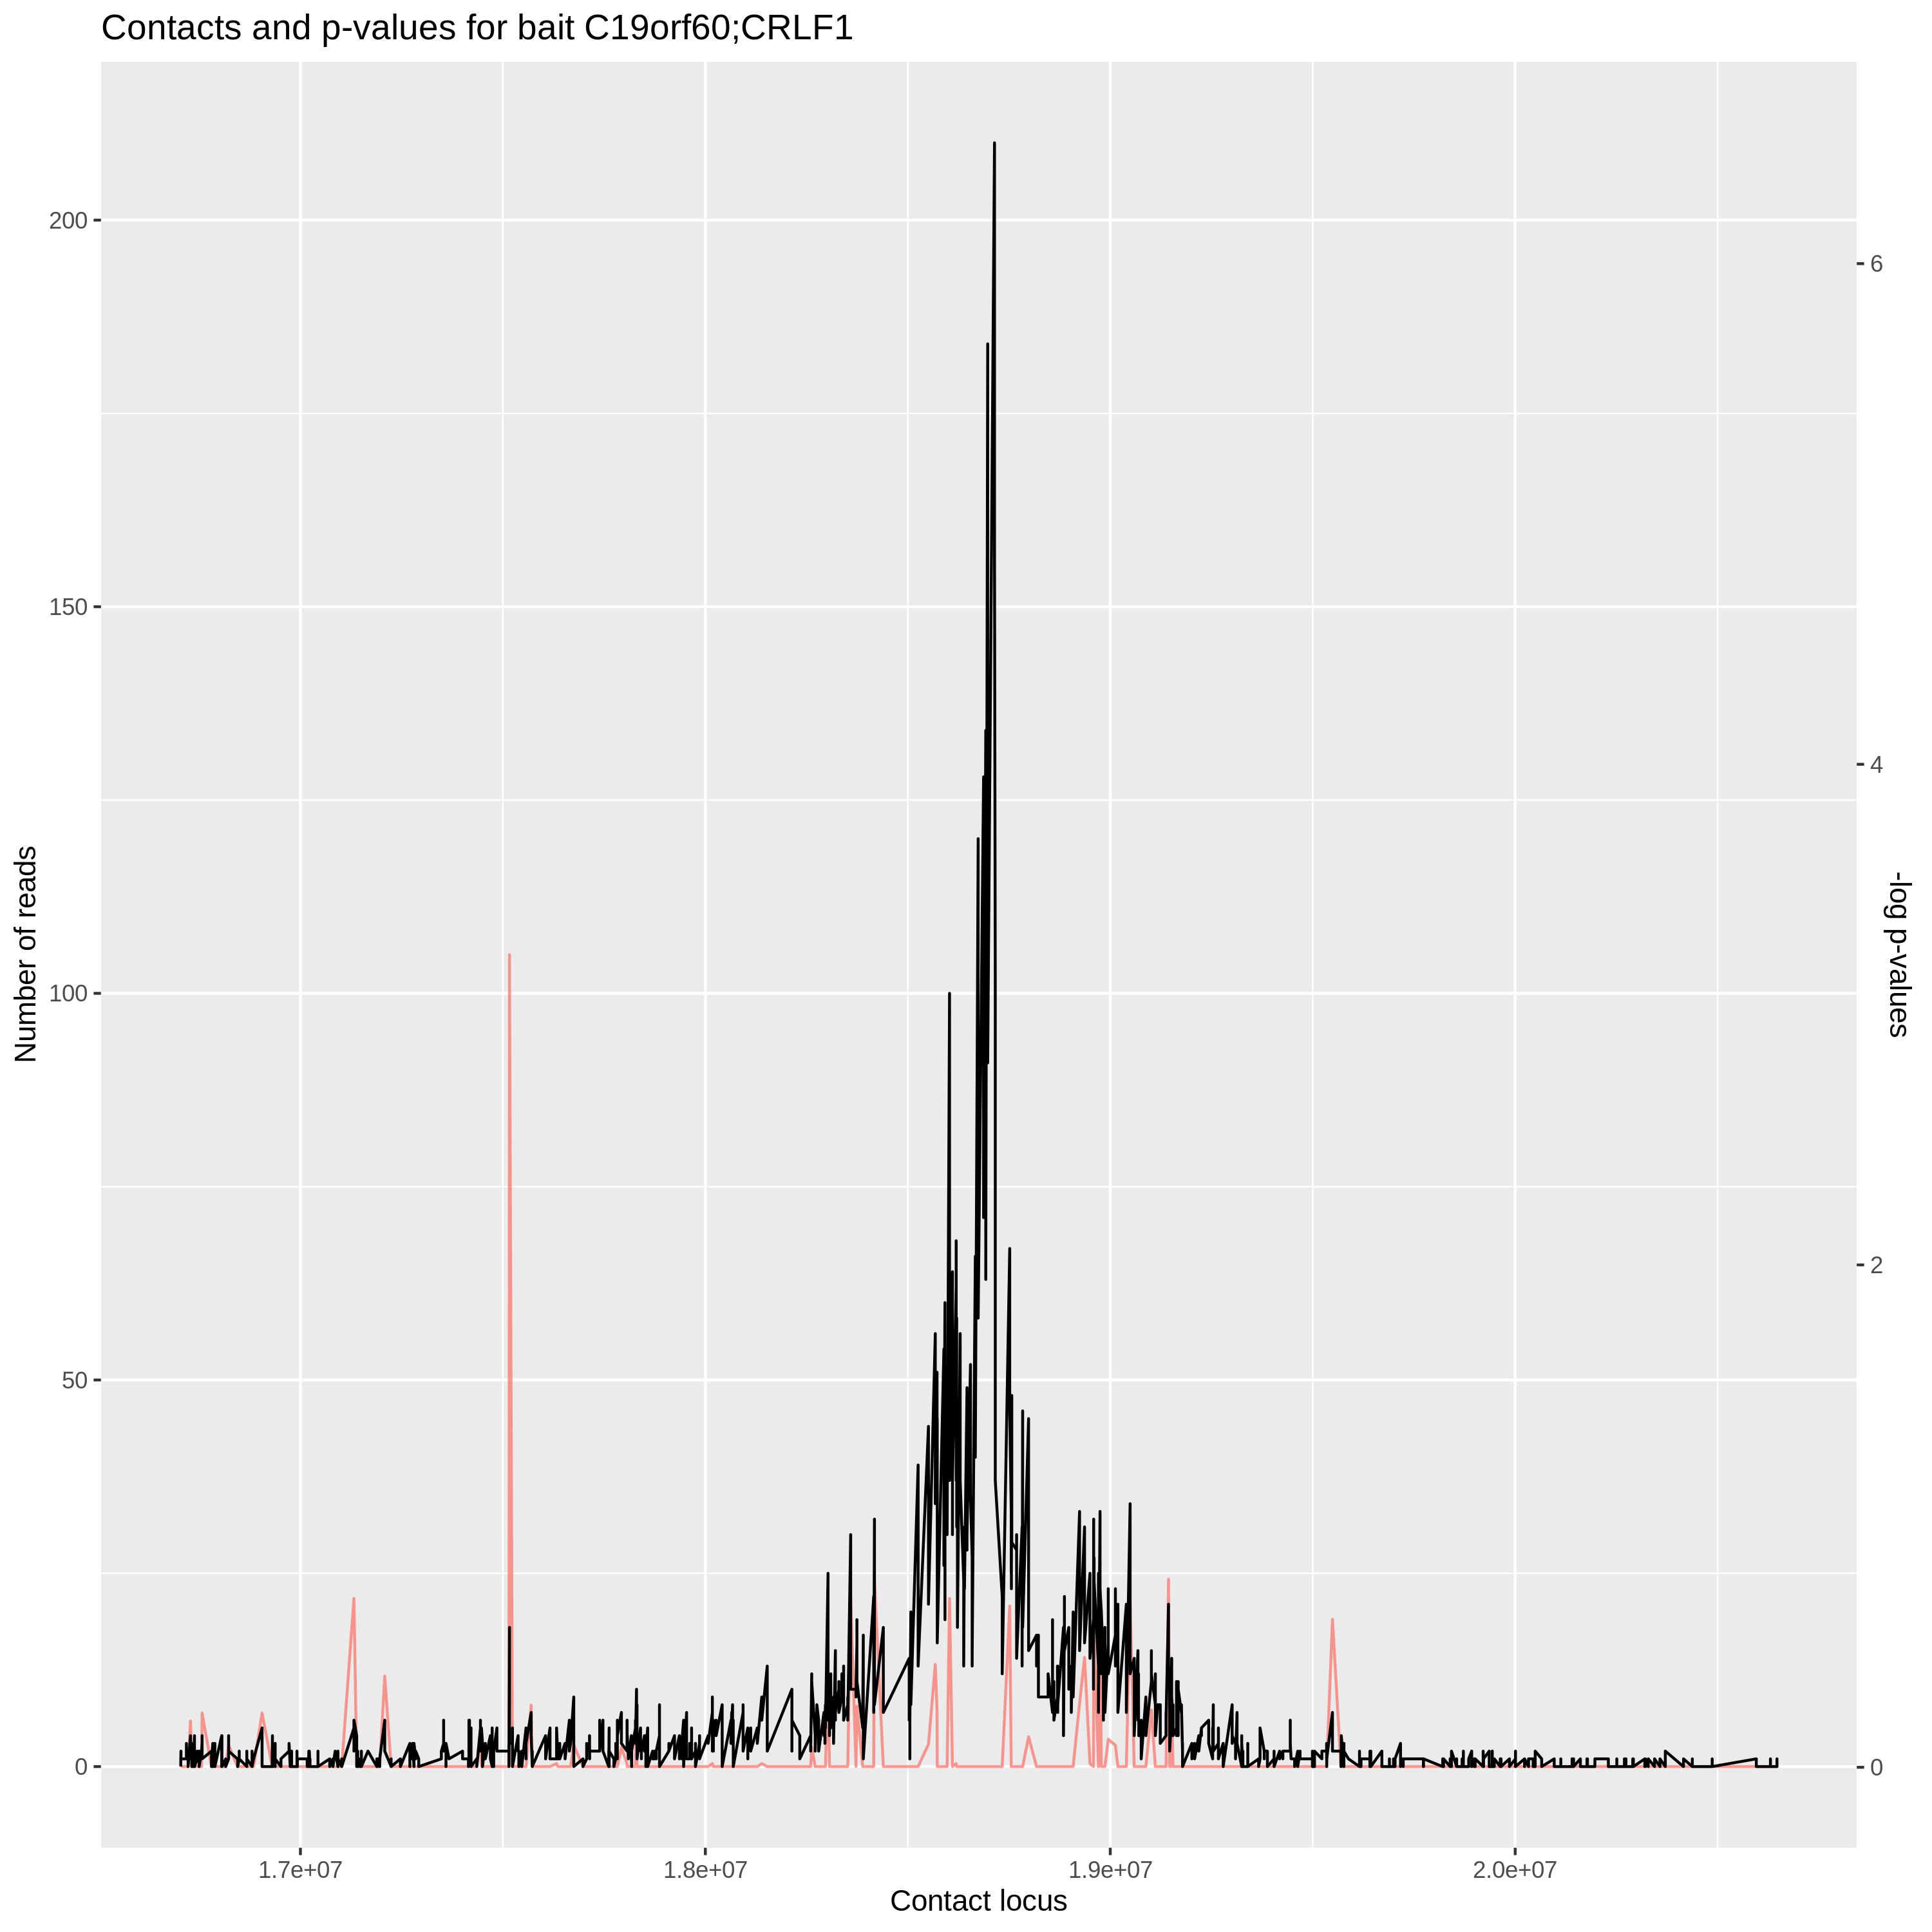 Contacts and p-values for bait C19orf60;CRLF1
Number of reads
200
150
100
50
0
6
4
2
0
-log p-values
1.7e+07
1.8e+07
1.9e+07
2.0e+07
Contact locus